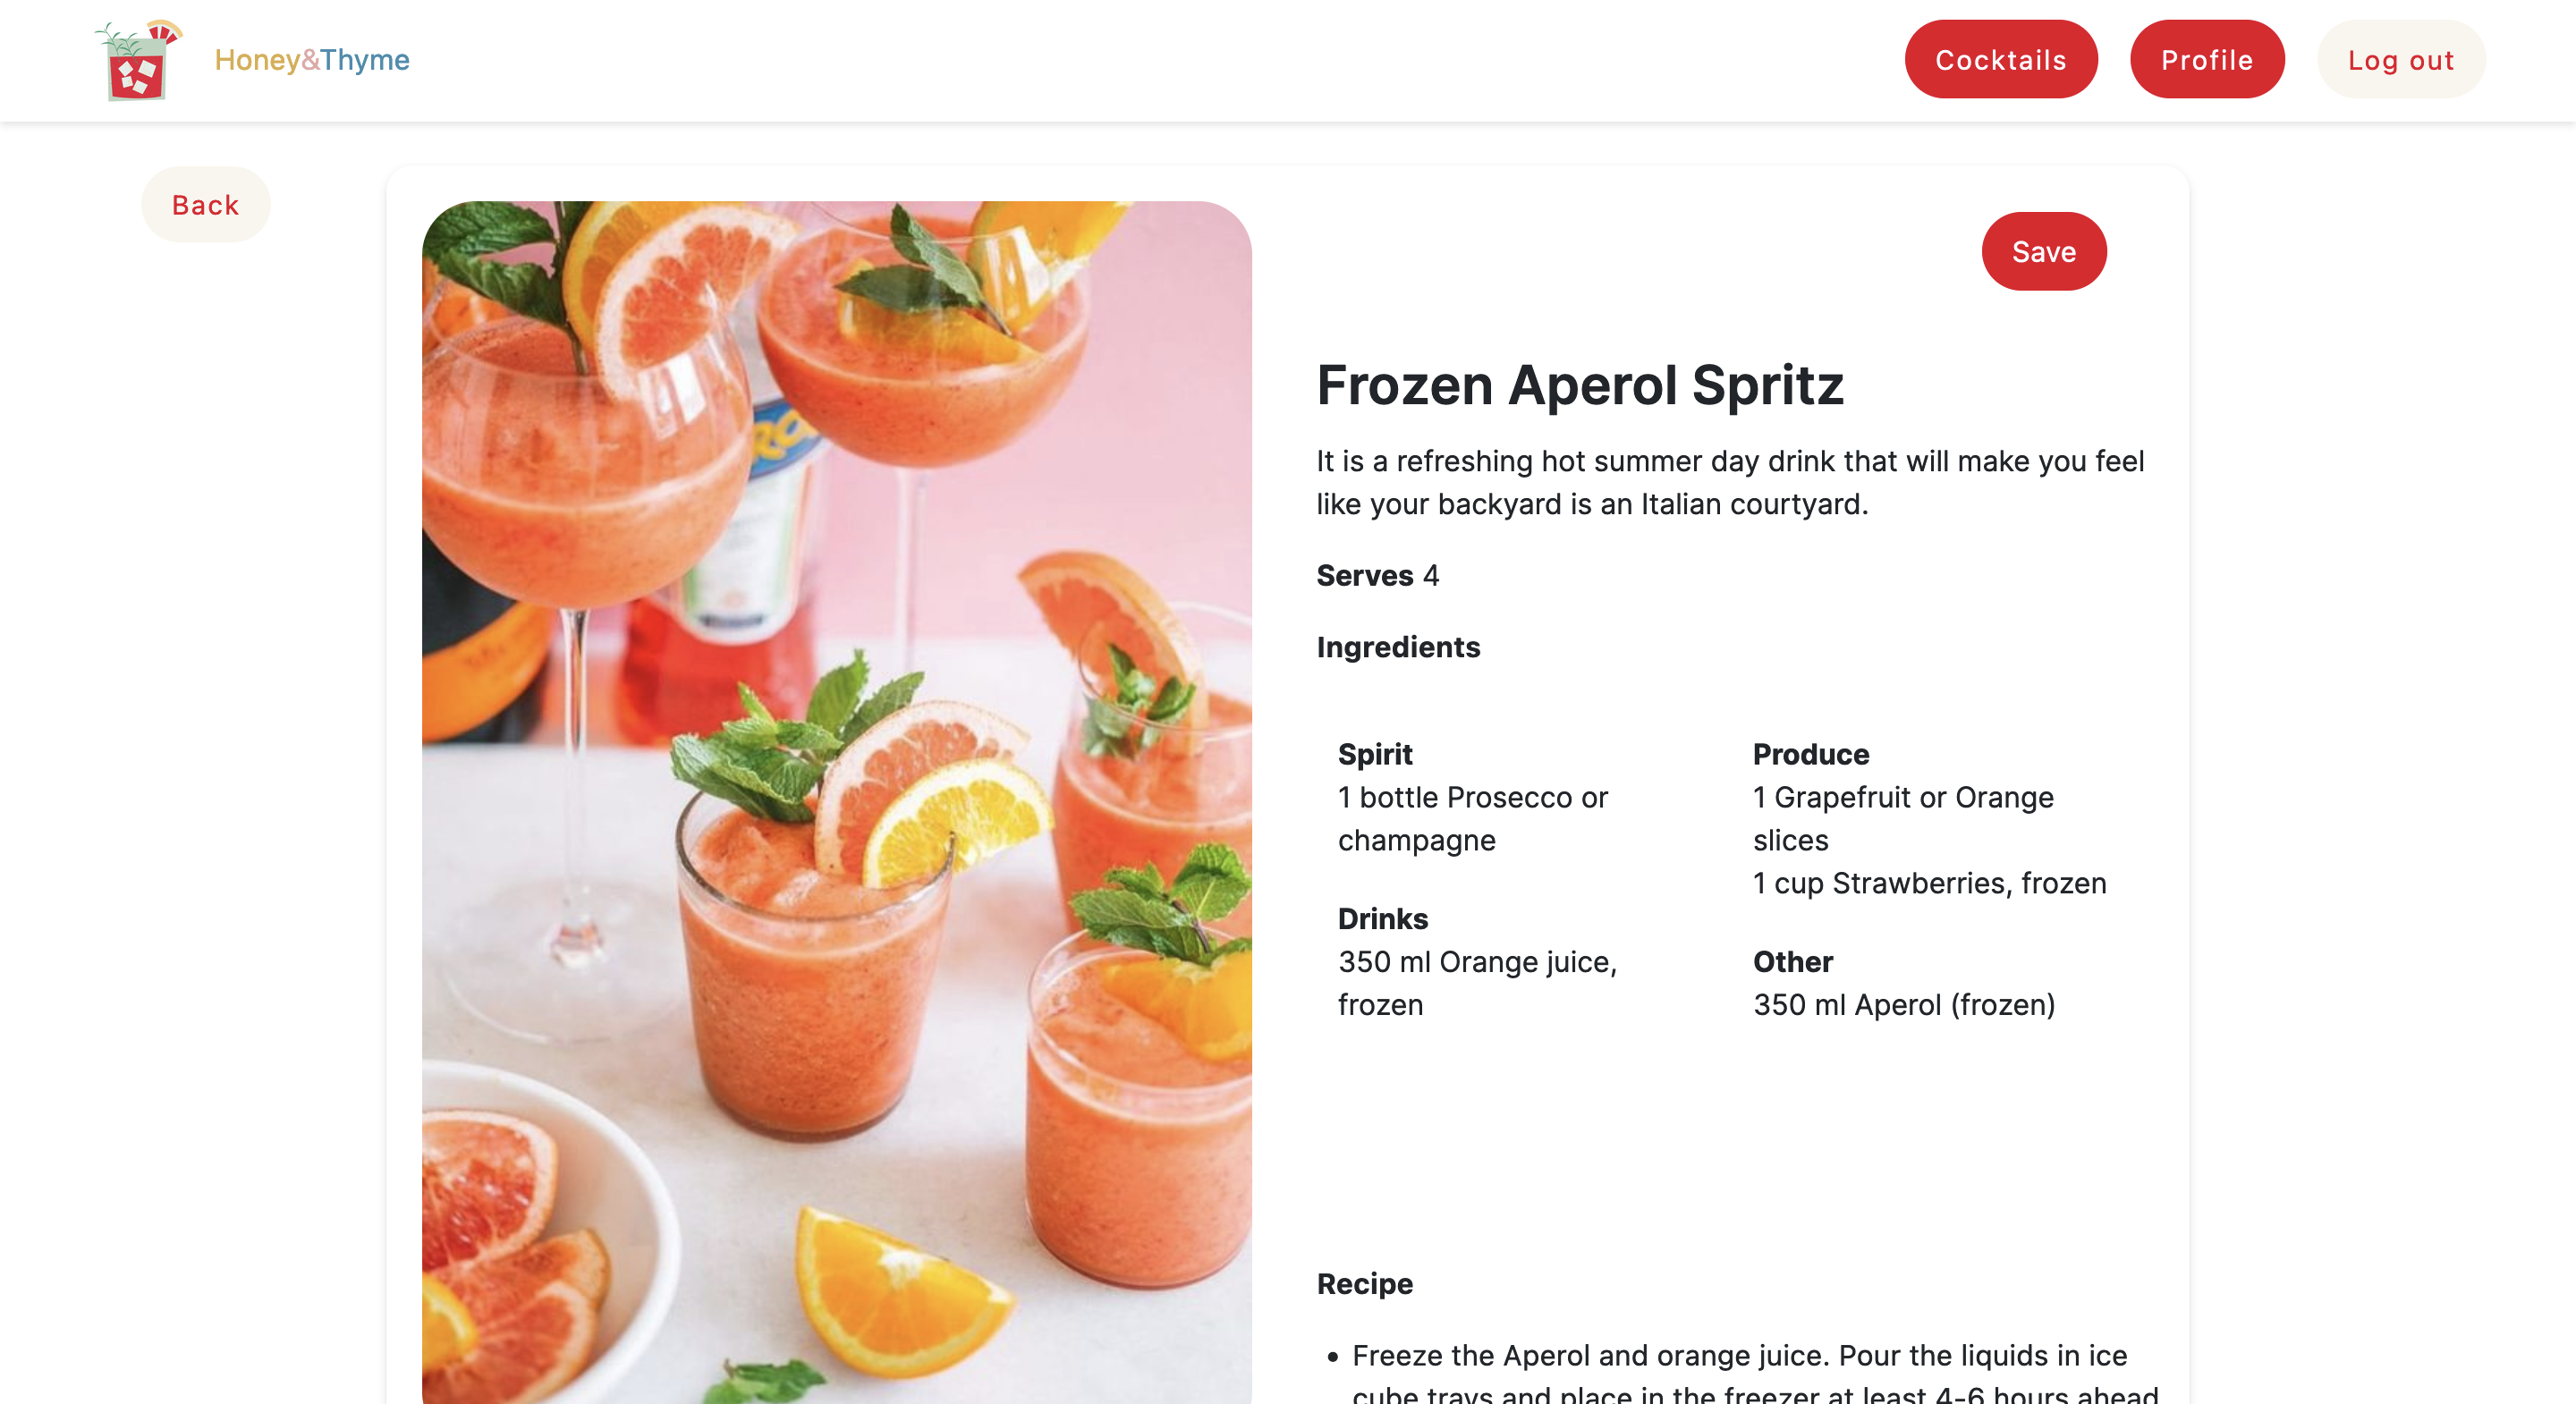 Honey&Thyme
Cocktails
Profile
Log out
Back
Save
Frozen Aperol Spritz
It is a refreshing hot summer day drink that will make you feel
like your backyard is an Italian courtyard.
Serves 4
Ingredients
Spirit
1 bottle Prosecco or
champagne
Drinks
350 ml Orange juice,
frozen
Produce
1 Grapefruit or Orange
slices
1 cup Strawberries, frozen
Other
350 ml Aperol (frozen)
Recipe
• Freeze the Aperol and orange juice. Pour the liquids in ice
cube trays and place in the freezer at least 4-6 hours ahead